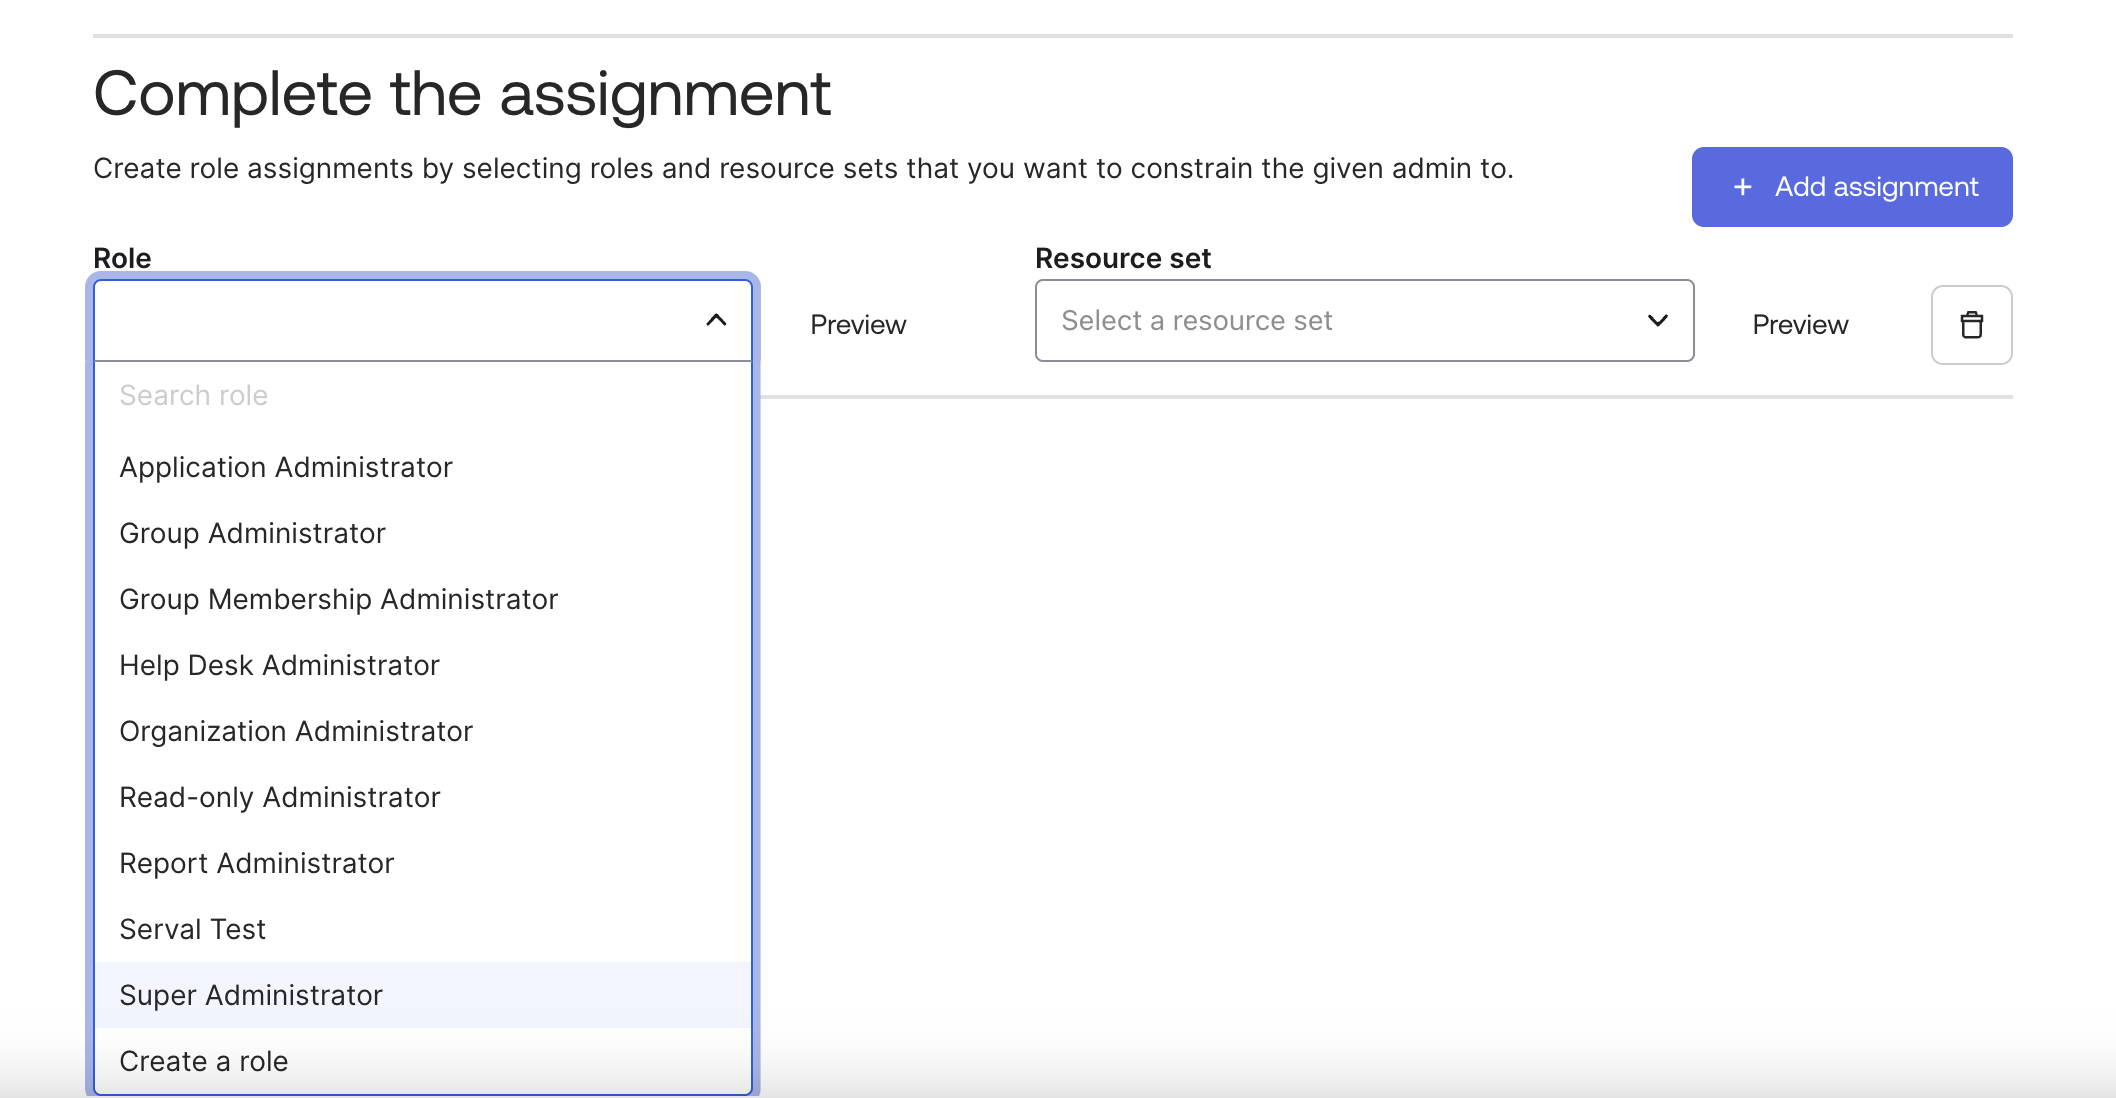 Complete the assignment
Create role assignments by selecting roles and resource sets that you want to constrain the given admin to.
+ Add assignment
Role
Resource set
Preview
Select a resource set
Preview
Search role
Application Administrator
Group Administrator
Group Membership Administrator
Help Desk Administrator
Organization Administrator
Read-only Administrator
Report Administrator
Serval Test
Super Administrator
Create a role